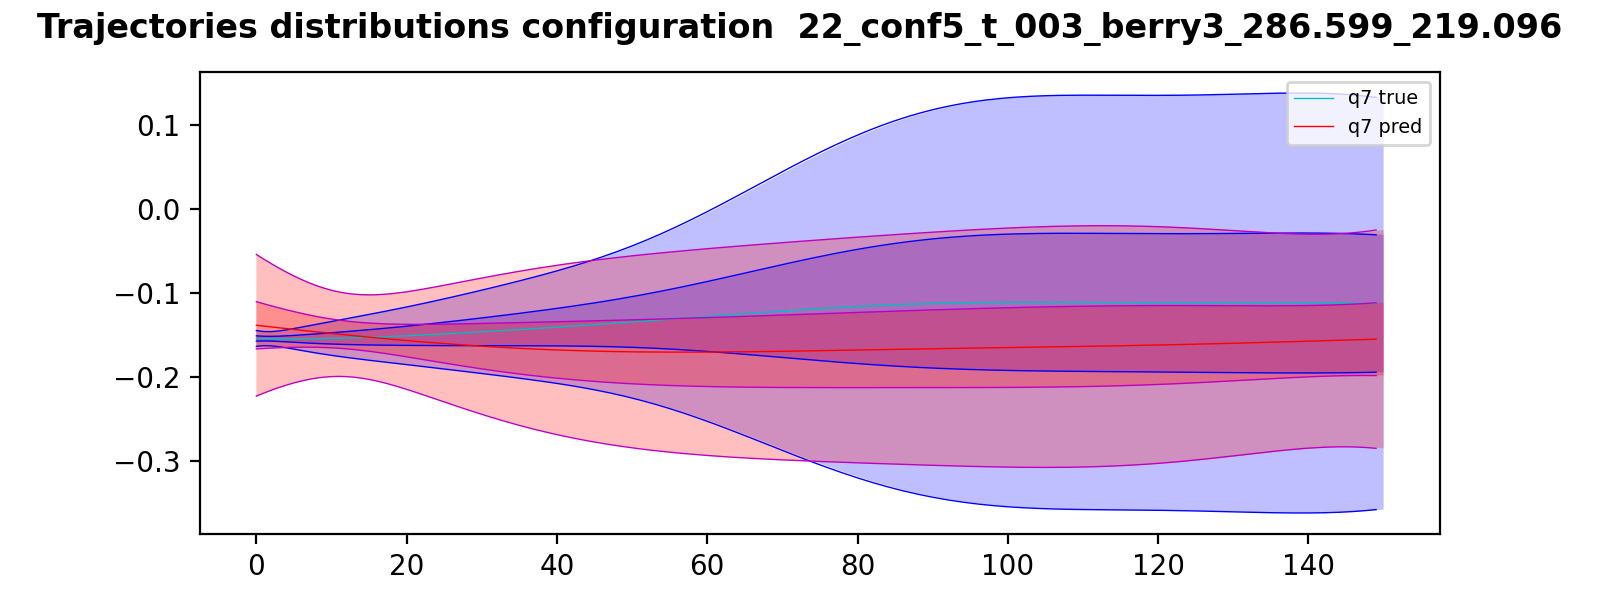 Trajectories distributions configuration  22_conf5_t_003_berry3_286.599_219.096
q7 true
q7 pred
0.1
0.0
−0.1
−0.2
−0.3
0 20 40 60 80 100 120 140